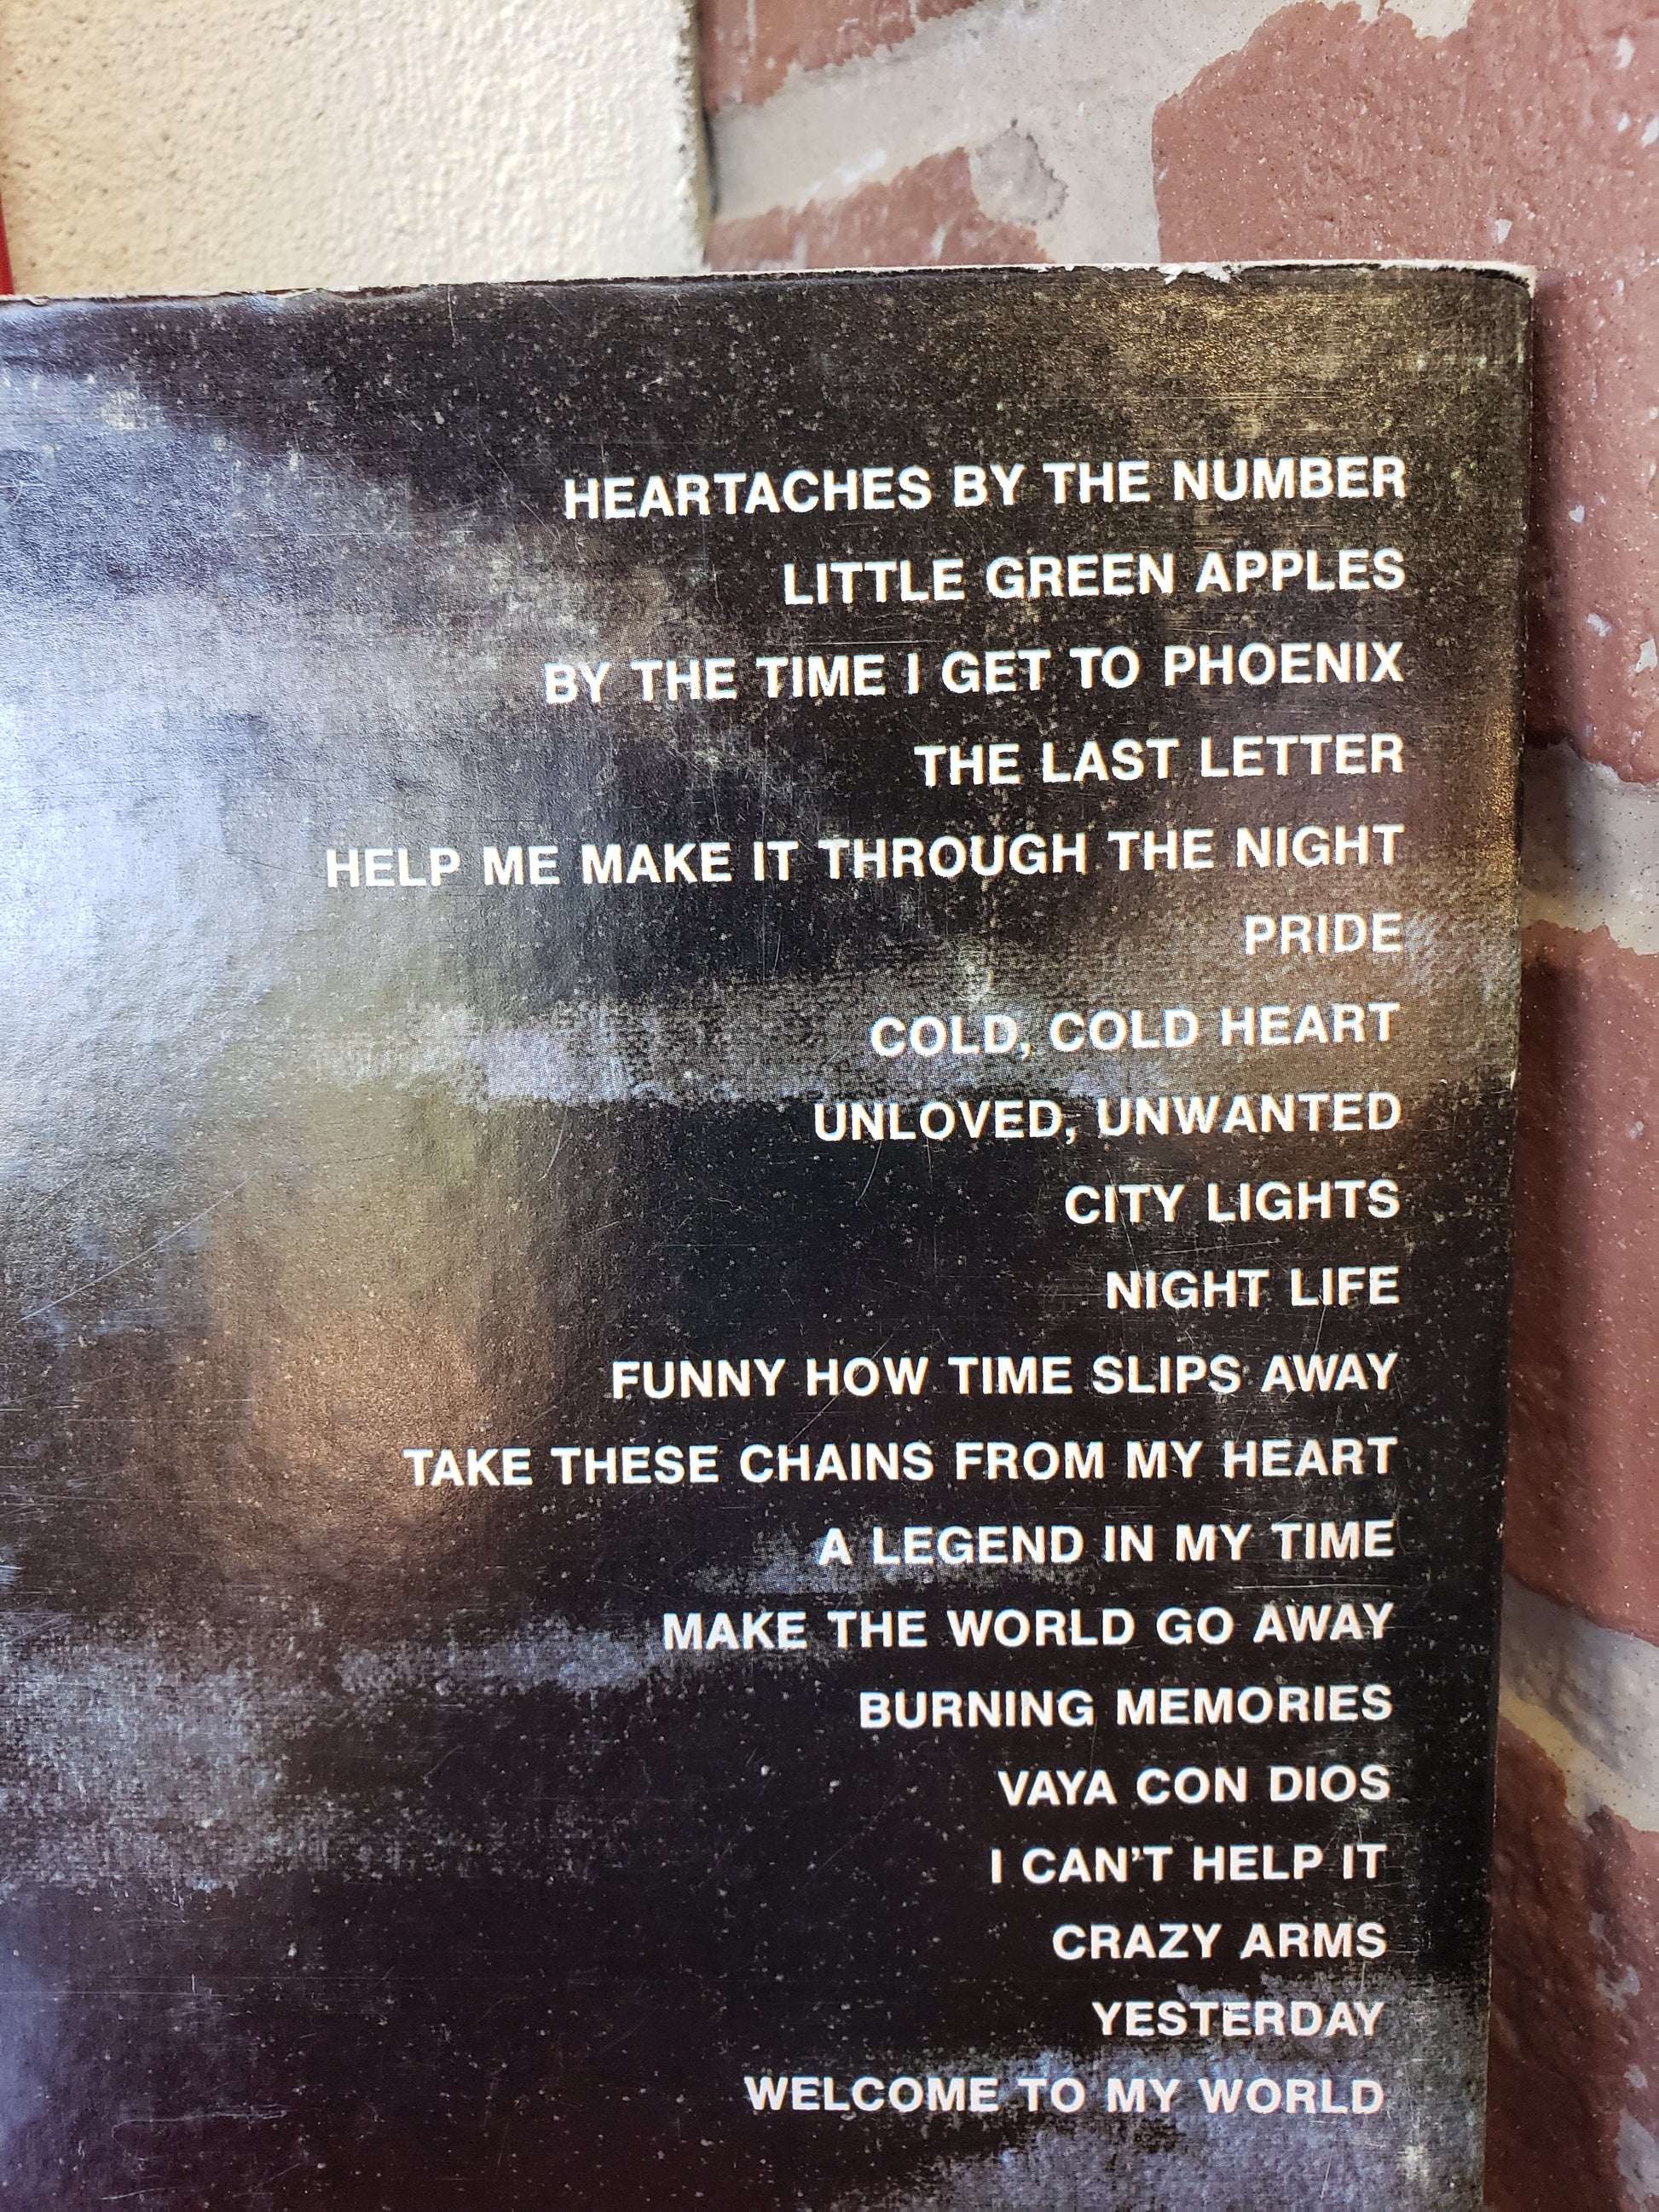 HEARTACHES BY THE NUMBER
LITTLE GREEN APPLES
BY THE TIME I GET TO PHOENIX
THE LAST LETTER
HELP ME MAKE IT THROUGH THE NIGHT
PRIDE
COLD, COLD HEART
UNLOVED, UNWANTED
CITY LIGHTS
NIGHT LIFE
FUNNY HOW TIME SLIPS AWAY
TAKE THESE CHAINS FROM MY HEART
A LEGEND IN MY TIME
MAKE THE WORLD GO AWAY
BURNING MEMORIES
VAYA CON DIOS
I CAN'T HELP IT
CRAZY ARMS
YESTERDAY
WELCOME TO MY WORLD